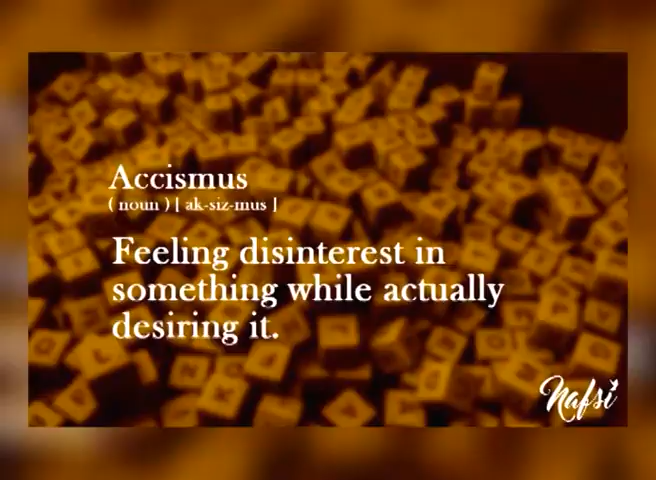 Accismus
( noun ) [ ak-siz-mus ]
Feeling disinterest in
something while actually
desiring it.
Nafsi